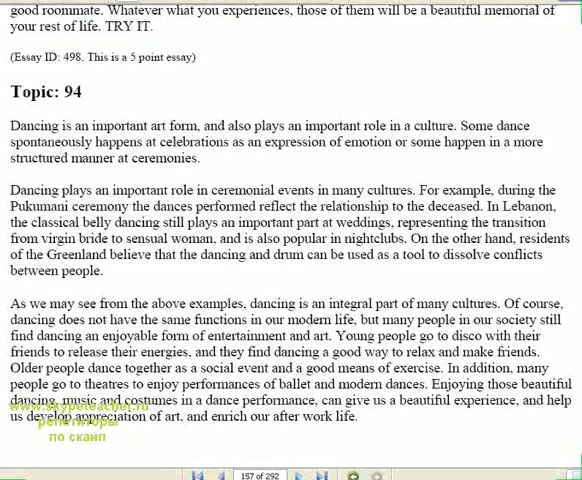 good roommate. Whatever what you experiences, those of them will be a beautiful memorial of
your rest of life. TRY IT.
(Essay ID: 498. This is a 5 point essay)
Topic: 94
Dancing is an important art form, and also plays an important role in a culture. Some dance
spontaneously happens at celebrations as an expression of emotion or some happen in a more
structured manner at ceremonies.
Dancing plays an important role in ceremonial events in many cultures. For example, during the
Pukumani ceremony the dances performed reflect the relationship to the deceased. In Lebanon,
the classical belly dancing still plays an important part at weddings, representing the transition
from virgin bride to sensual woman, and is also popular in nightclubs. On the other hand, residents
of the Greenland believe that the dancing and drum can be used as a tool to dissolve conflicts
between people.
As we may see from the above examples, dancing is an integral part of many cultures. Of course,
dancing does not have the same functions in our modern life, but many people in our society still
find dancing an enjoyable form of entertainment and art. Young people go to disco with their
friends to release their energies, and they find dancing a good way to relax and make friends.
Older people dance together as a social event and a good means of exercise. In addition, many
people go to theatres to enjoy performances of ballet and modern dances. Enjoying those beautiful
dancing, music and costumes in a dance performance, can give us a beautiful experience, and help
www.skypeteacher.ru
us develop appreciation of art, and enrich our after work life.
репетиторы
по скайп
157 of 292